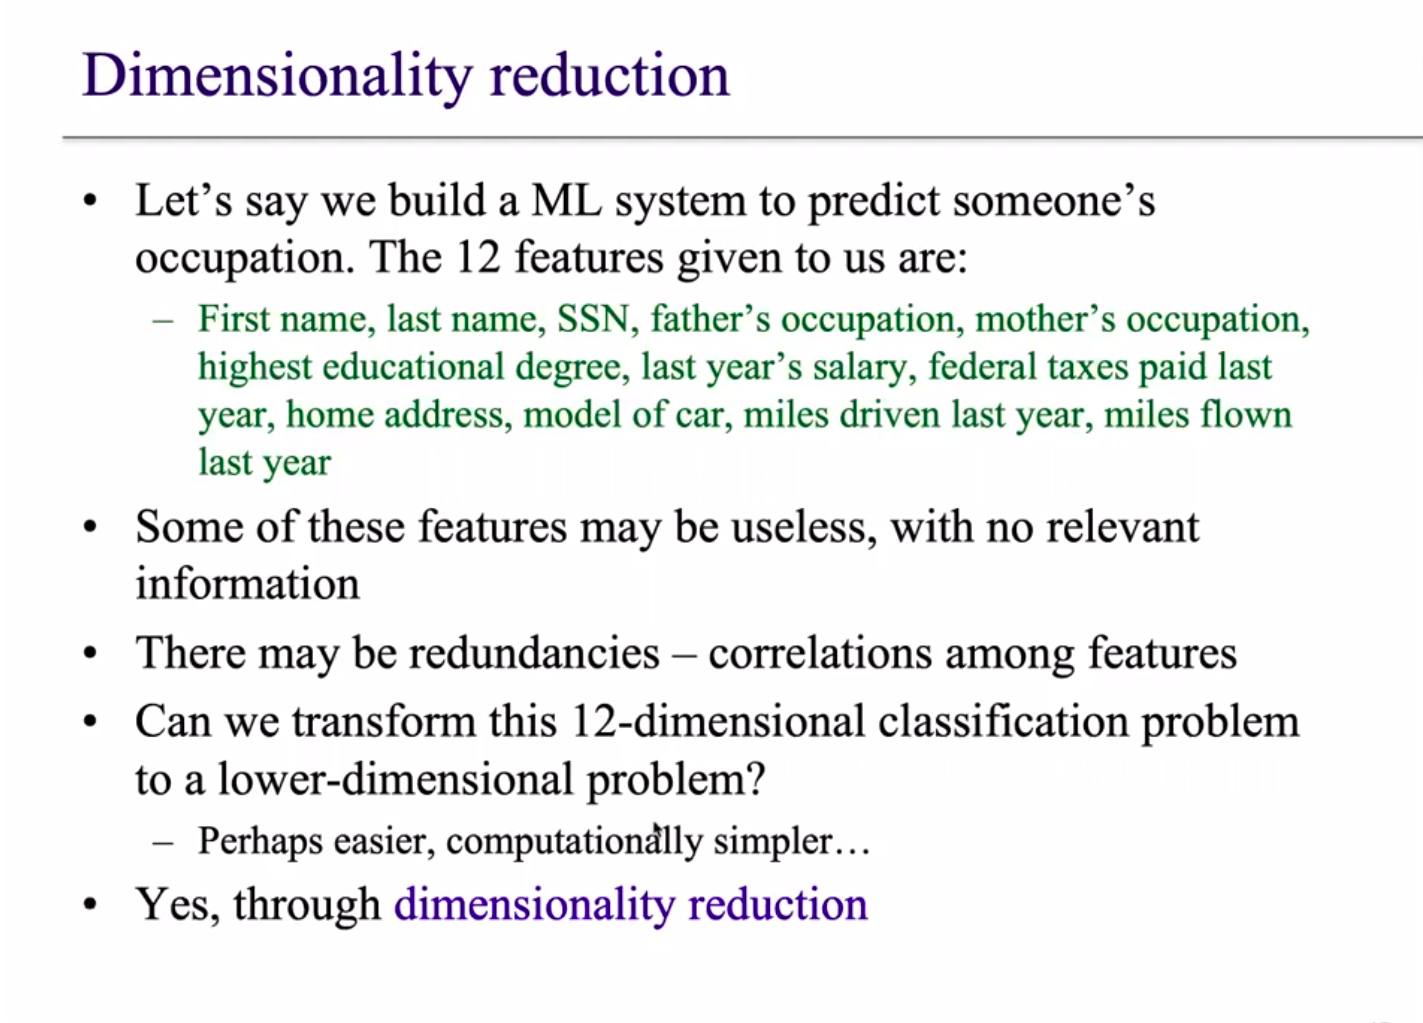 Dimensionality reduction
• Let’s say we build a ML system to predict someone’s
occupation. The 12 features given to us are:
– First name, last name, SSN, father’s occupation, mother’s occupation,
highest educational degree, last year’s salary, federal taxes paid last
year, home address, model of car, miles driven last year, miles flown
last year
• Some of these features may be useless, with no relevant
information
• There may be redundancies – correlations among features
• Can we transform this 12-dimensional classification problem
to a lower-dimensional problem?
– Perhaps easier, computationally simpler…
• Yes, through dimensionality reduction